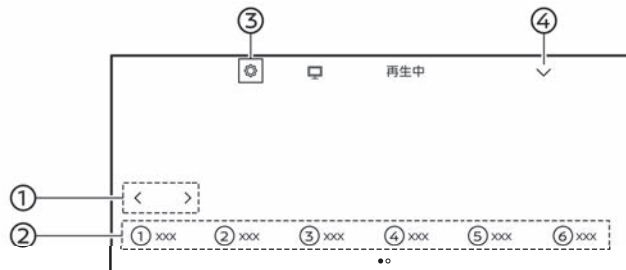 ③ ④
再生中
①
② ① xxx ② xxx ③ xxx ④ xxx ⑤ xxx ⑥ xxx